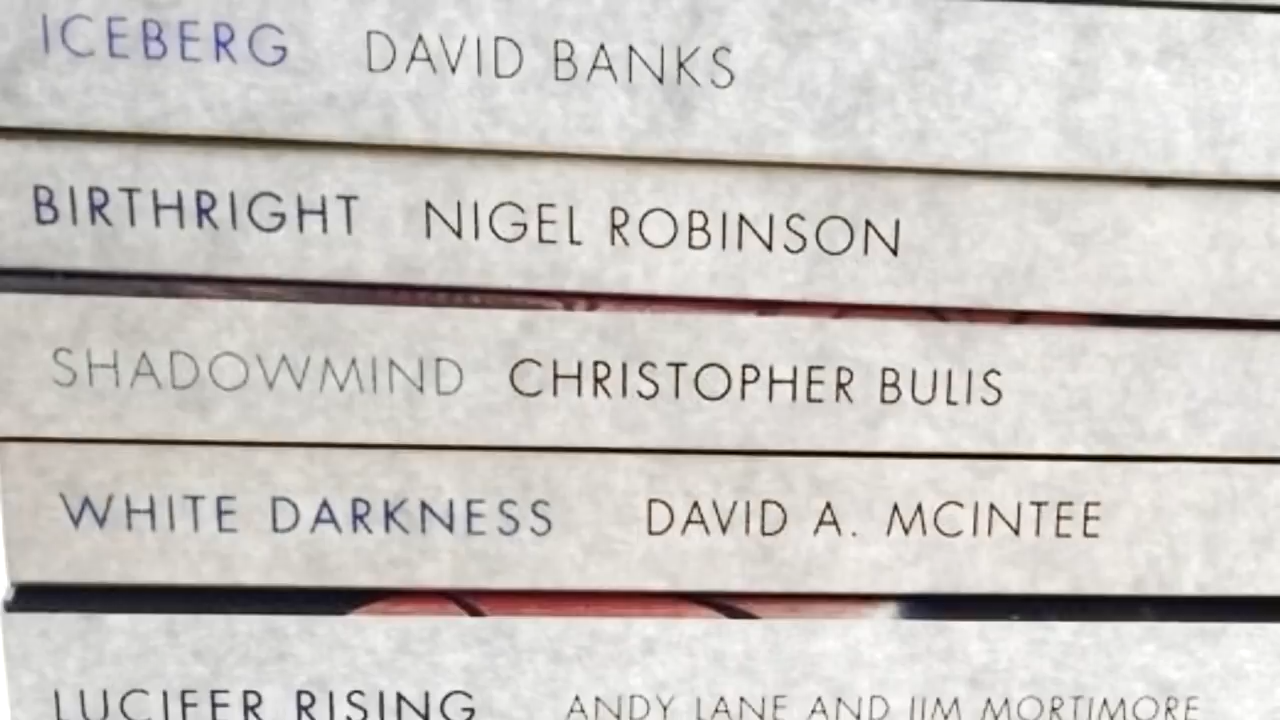 ICEBERG DAVID BANKS
BIRTHRIGHT NIGEL ROBINSON
SHADOWMIND CHRISTOPHER BULIS
WHITE DARKNESS DAVID A. MCINTEE
LUCIFER RISING ANDY LANE AND JIM MORTIMORE